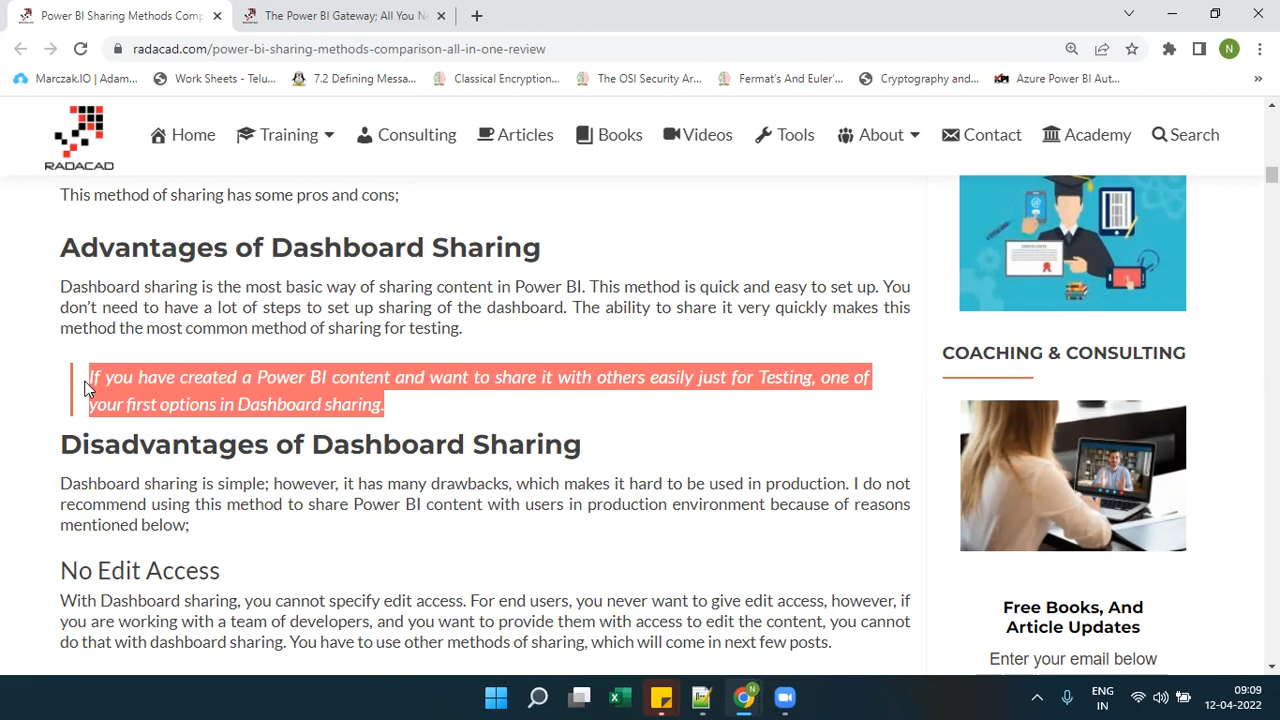 Power BI Sharing Methods Comp
The Power BI Gateway; All You N
radacad.com/power-bi-sharing-methods-comparison-all-in-one-review
N
Marczak.IO | Adam...
Work Sheets - Telu...
7.2 Defining Messa...
Classical Encryption...
The OSI Security Ar...
Fermat's And Euler'...
Cryptography and...
Azure Power BI Aut...
»
RADACAD
Home
Training
Consulting
Articles
Books
Videos
Tools
About
Contact
Academy
Search
This method of sharing has some pros and cons;
Advantages of Dashboard Sharing
Dashboard sharing is the most basic way of sharing content in Power BI. This method is quick and easy to set up. You
don't need to have a lot of steps to set up sharing of the dashboard. The ability to share it very quickly makes this
method the most common method of sharing for testing.
If you have created a Power BI content and want to share it with others easily just for Testing, one of
your first options in Dashboard sharing.
Disadvantages of Dashboard Sharing
Dashboard sharing is simple; however, it has many drawbacks, which makes it hard to be used in production. I do not
recommend using this method to share Power BI content with users in production environment because of reasons
mentioned below;
No Edit Access
With Dashboard sharing, you cannot specify edit access. For end users, you never want to give edit access, however, if
you are working with a team of developers, and you want to provide them with access to edit the content, you cannot
do that with dashboard sharing. You have to use other methods of sharing, which will come in next few posts.
COACHING & CONSULTING
Free Books, And
Article Updates
Enter your email below
ENG
IN
09:09
12-04-2022